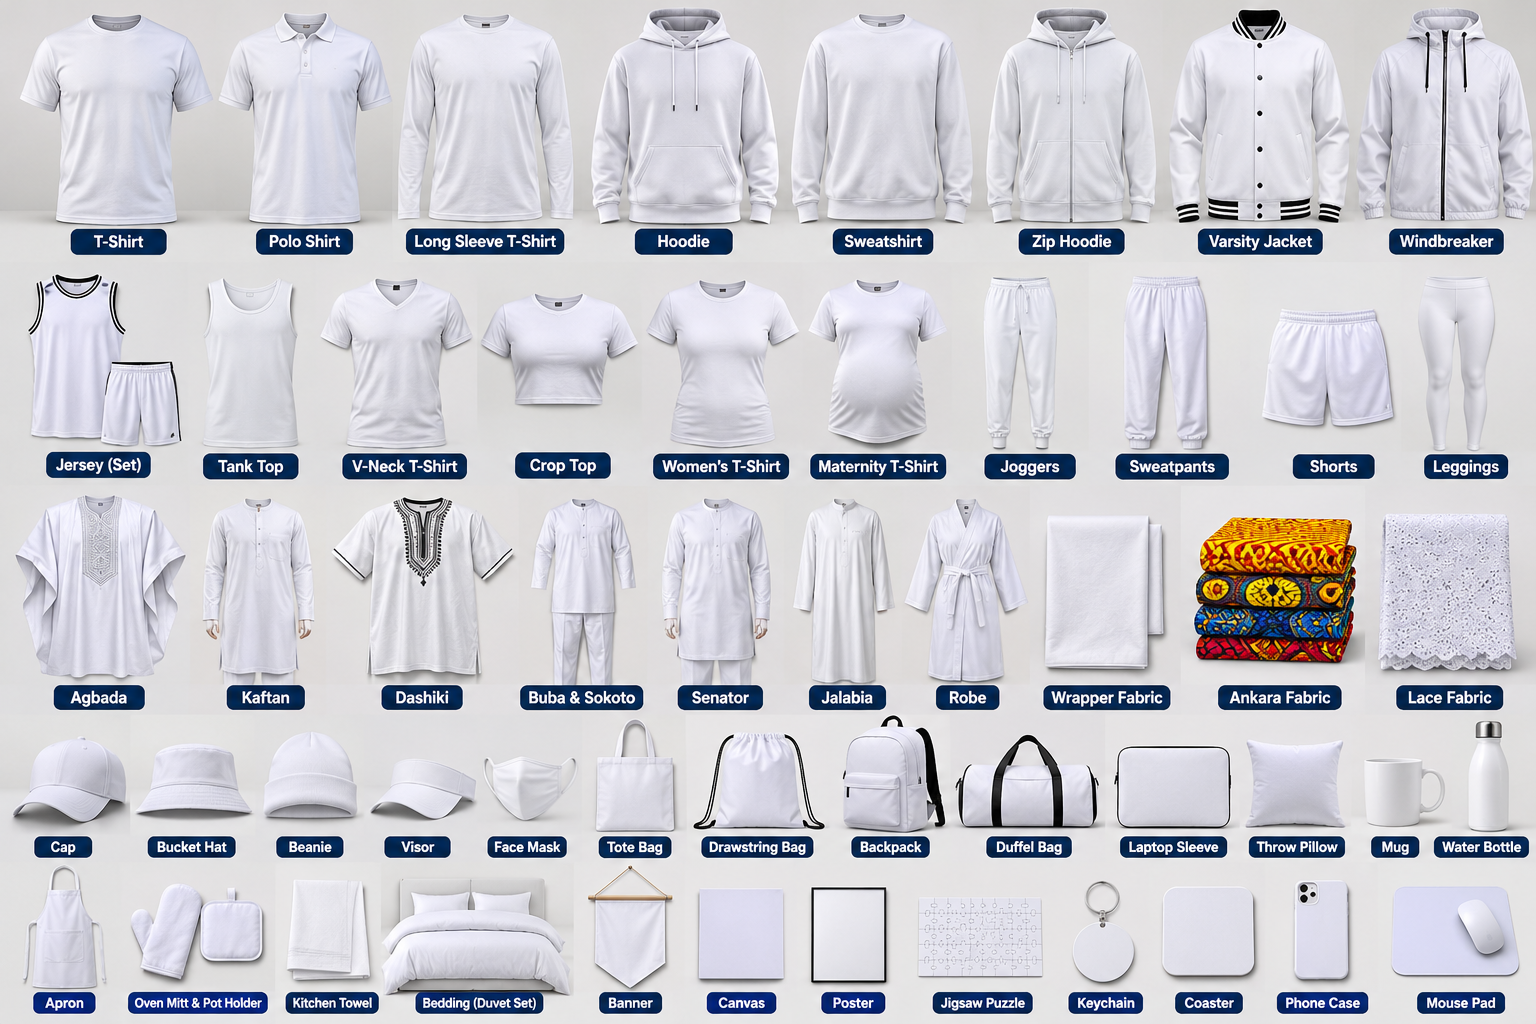 T-Shirt
Polo Shirt
Long Sleeve T-Shirt
Hoodie
Sweatshirt
Zip Hoodie
Varsity Jacket
Windbreaker
Jersey (Set)
Tank Top
V-Neck T-Shirt
Crop Top
Women's T-Shirt
Maternity T-Shirt
Joggers
Sweatpants
Shorts
Leggings
Agbada
Kaftan
Dashiki
Buba & Sokoto
Senator
Jalabia
Robe
Wrapper Fabric
Ankara Fabric
Lace Fabric
Cap
Bucket Hat
Beanie
Visor
Face Mask
Tote Bag
Drawstring Bag
Backpack
Duffel Bag
Laptop Sleeve
Throw Pillow
Mug
Water Bottle
Apron
Oven Mitt & Pot Holder
Kitchen Towel
Bedding (Duvet Set)
Banner
Canvas
Poster
Jigsaw Puzzle
Keychain
Coaster
Phone Case
Mouse Pad